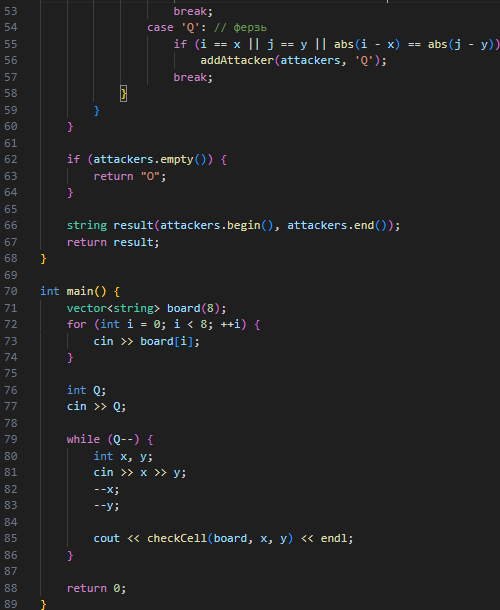 53                         break;
54                     case 'Q': // ферзь
55                         if (i == x || j == y || abs(i - x) == abs(j - y))
56                             addAttacker(attackers, 'Q');
57                         break;
58                 }
59             }
60         }
61
62         if (attackers.empty()) {
63             return "O";
64         }
65
66         string result(attackers.begin(), attackers.end());
67         return result;
68     }
69
70     int main() {
71         vector<string> board(8);
72         for (int i = 0; i < 8; ++i) {
73             cin >> board[i];
74         }
75
76         int Q;
77         cin >> Q;
78
79         while (Q--) {
80             int x, y;
81             cin >> x >> y;
82             --x;
83             --y;
84
85             cout << checkCell(board, x, y) << endl;
86         }
87
88         return 0;
89     }